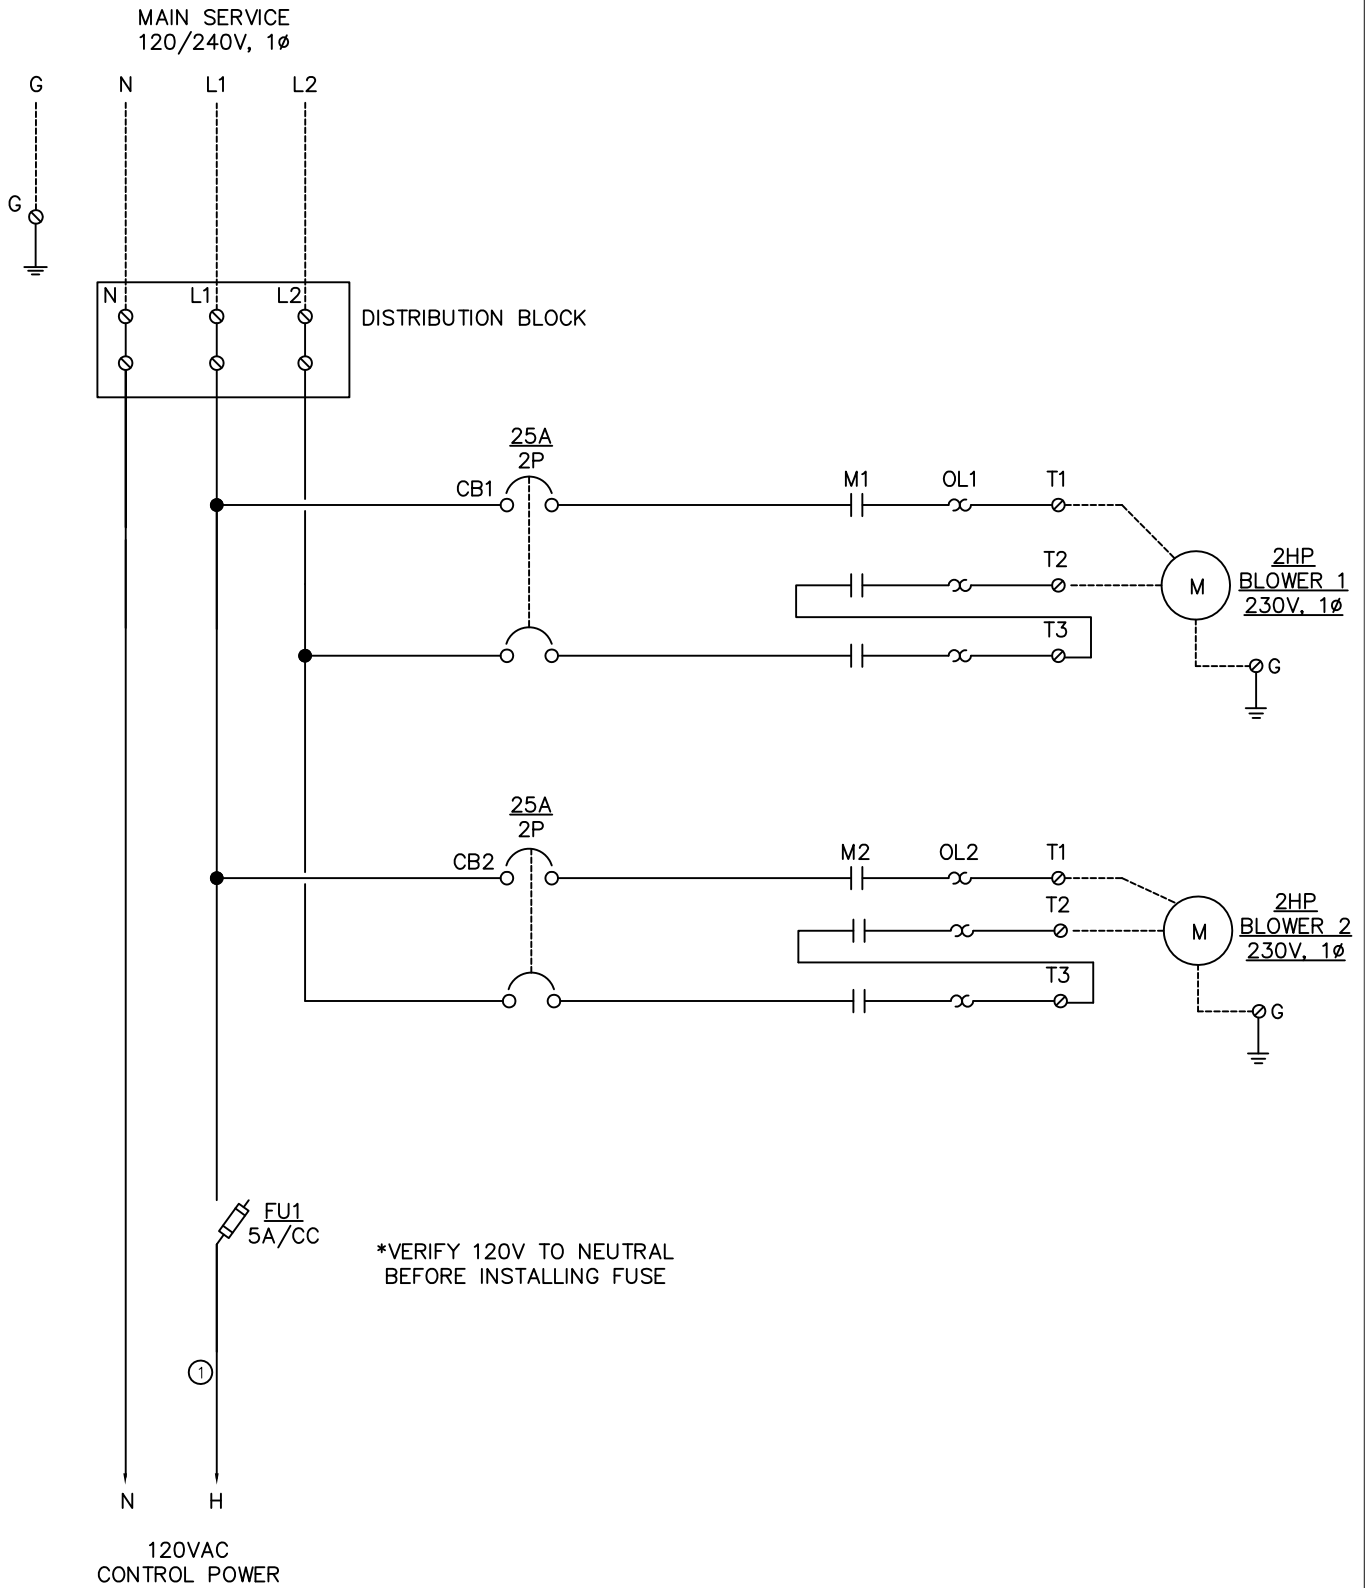 MAIN SERVICE
120/240V, 1ø
G N L1 L2
G
N L1 L2
DISTRIBUTION BLOCK
25A
2P
CB1
M1 OL1 T1
T2
T3
M
2HP
BLOWER 1
230V, 1ø
G
25A
2P
CB2
M2 OL2 T1
T2
T3
M
2HP
BLOWER 2
230V, 1ø
G
FU1
5A/CC
*VERIFY 120V TO NEUTRAL
BEFORE INSTALLING FUSE
1
N H
120VAC
CONTROL POWER